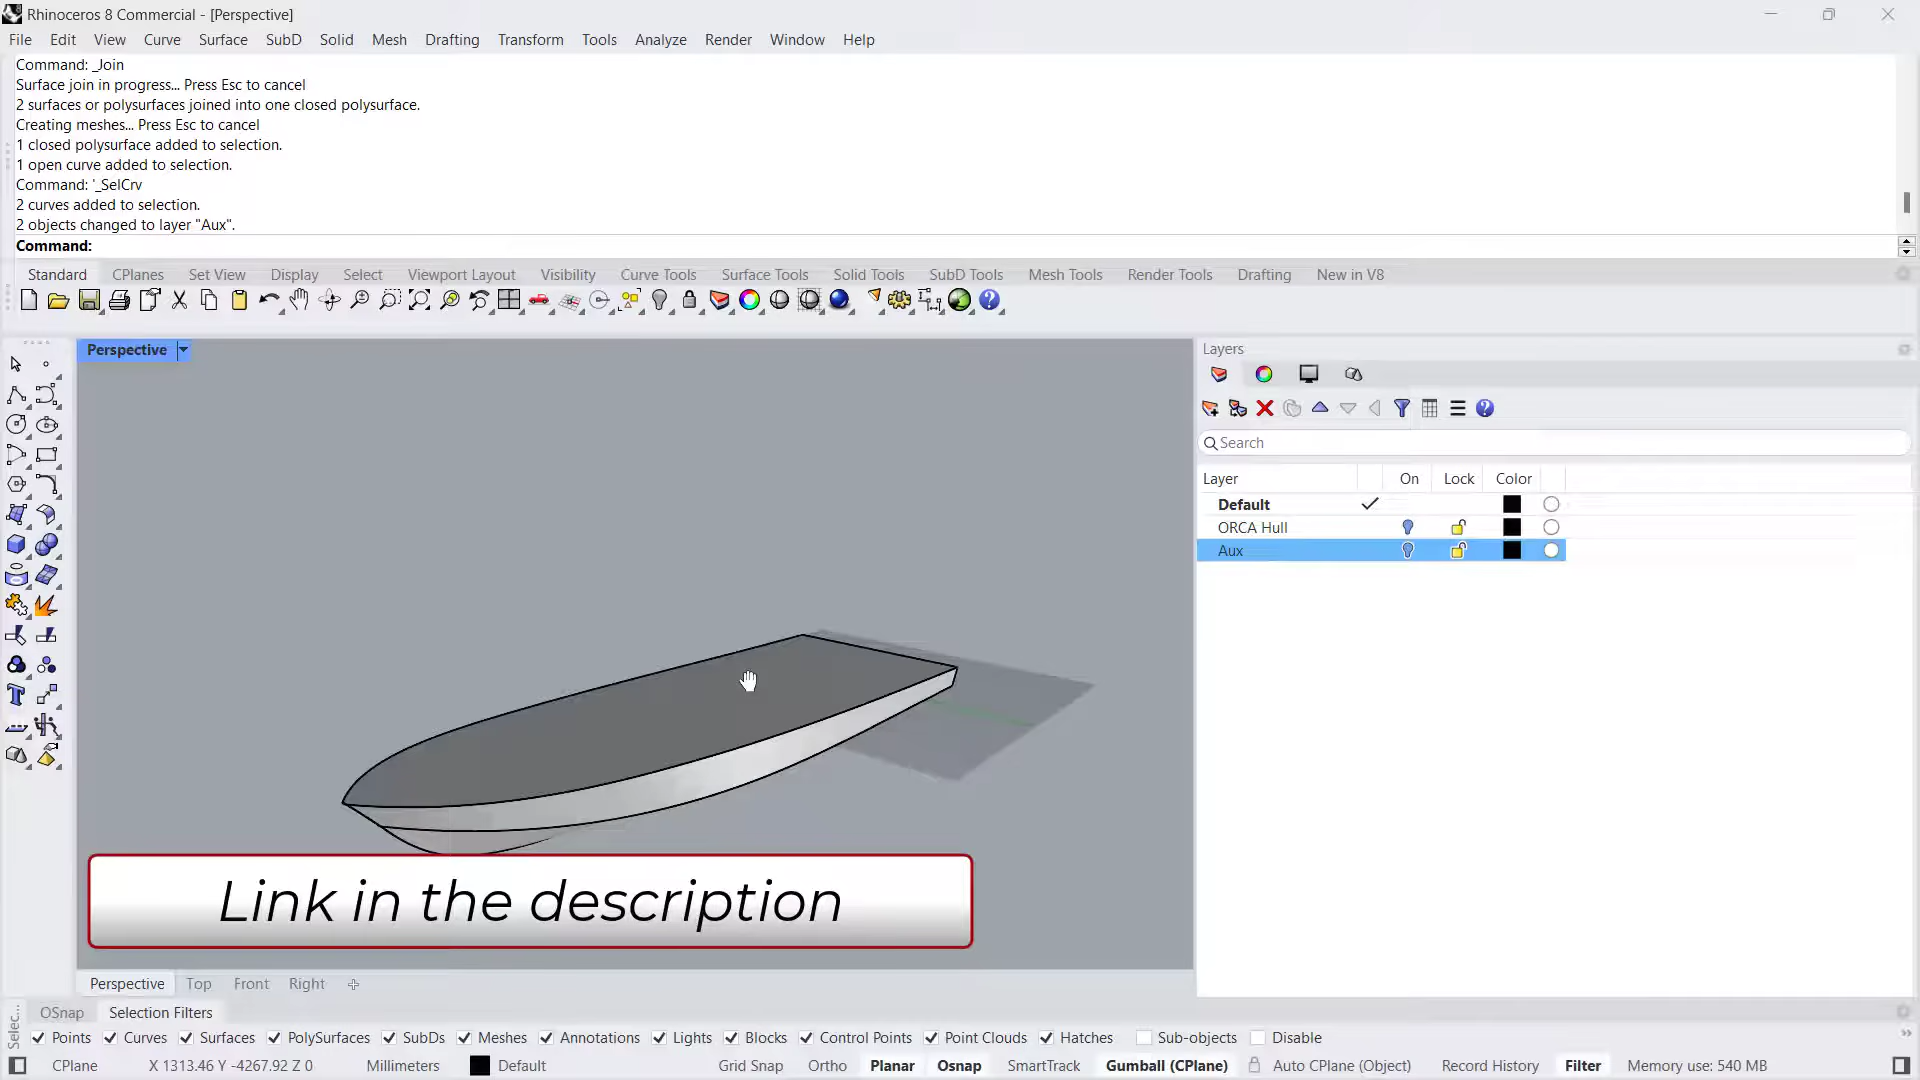 Rhinoceros 8 Commercial - [Perspective]
File Edit View Curve Surface SubD Solid Mesh Drafting Transform Tools Analyze Render Window Help
Command: _Join
Surface join in progress... Press Esc to cancel
2 surfaces or polysurfaces joined into one closed polysurface.
Creating meshes... Press Esc to cancel
1 closed polysurface added to selection.
1 open curve added to selection.
Command: '_SelCrv
2 curves added to selection.
2 objects changed to layer "Aux".
Command:
Standard CPlanes Set View Display Select Viewport Layout Visibility Curve Tools Surface Tools Solid Tools SubD Tools Mesh Tools Render Tools Drafting New in V8
Perspective
Layers
Search
Layer On Lock Color
Default
ORCA Hull
Aux
Link in the description
Perspective Top Front Right
OSnap Selection Filters
Selec...
Points Curves Surfaces PolySurfaces SubDs Meshes Annotations Lights Blocks Control Points Point Clouds Hatches Sub-objects Disable
CPlane X 1313.46 Y -4267.92 Z 0 Millimeters Default Grid Snap Ortho Planar Osnap SmartTrack Gumball (CPlane) Auto CPlane (Object) Record History Filter Memory use: 540 MB